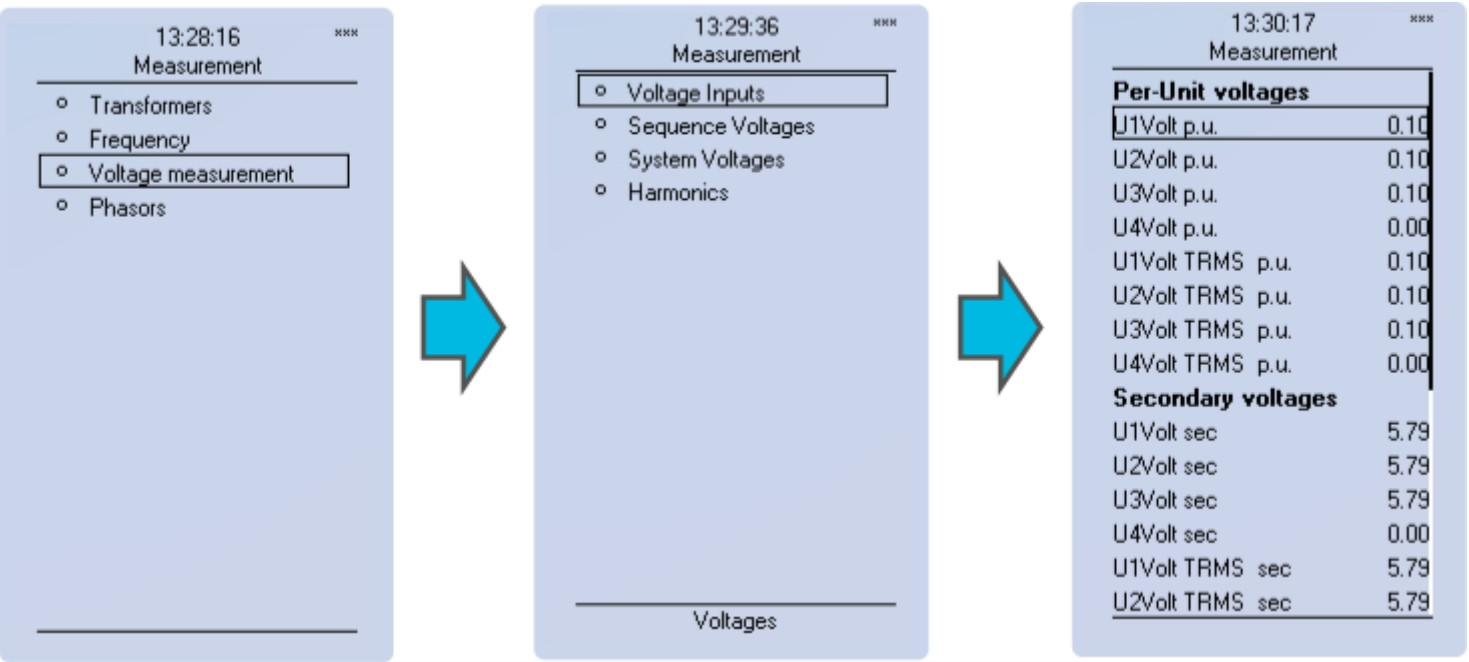 13:28:16 ×××
Measurement
Transformers
Frequency
Voltage measurement
Phasors
13:29:36 ×××
Measurement
Voltage Inputs
Sequence Voltages
System Voltages
Harmonics
Voltages
13:30:17 ×××
Measurement
Per-Unit voltages
U1Volt p.u. 0.10
U2Volt p.u. 0.10
U3Volt p.u. 0.10
U4Volt p.u. 0.00
U1Volt TRMS p.u. 0.10
U2Volt TRMS p.u. 0.10
U3Volt TRMS p.u. 0.10
U4Volt TRMS p.u. 0.00
Secondary voltages
U1Volt sec 5.79
U2Volt sec 5.79
U3Volt sec 5.79
U4Volt sec 0.00
U1Volt TRMS sec 5.79
U2Volt TRMS sec 5.79